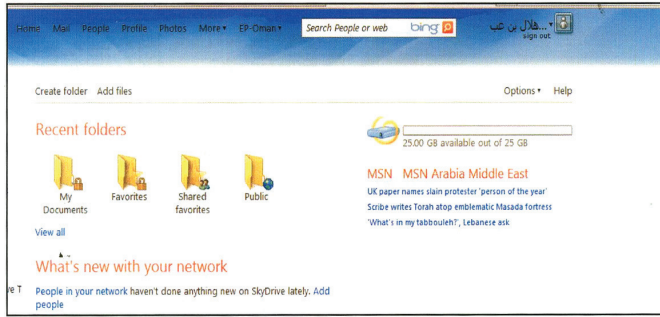 Home Mail People Profile Photos More EP-Oman Search People or web bing فلال بن عب...
sign out
Create folder Add files Options Help
Recent folders
25.00 GB available out of 25 GB
MSN MSN Arabia Middle East
My Documents
Favorites
Shared favorites
Public
UK paper names slain protester 'person of the year'
Scribe writes Torah atop emblematic Masada fortress
'What's in my tabbouleh?', Lebanese ask
View all
What's new with your network
ve T
People in your network haven't done anything new on SkyDrive lately. Add
people